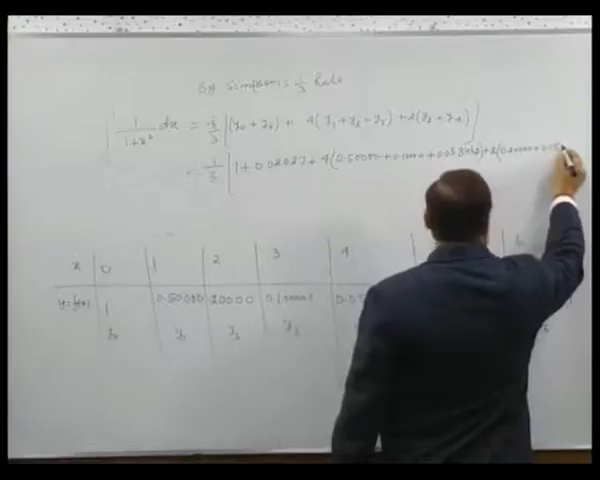 By Simpson's 1/3 Rule
∫ 1/(1+x²) dx = h/3 [(y₀ + y₆) + 4(y₁ + y₃ + y₅) + 2(y₂ + y₄)]
= 1/3 [1 + 0.02027 + 4(0.50000 + 0.10000 + 0.03846) + 2(0.20000 + 0.05
x 0 1 2 3 4 6
y=f(x) 1 0.50000 20000 0.10000 0.05
y₀ y₁ y₂ y₃